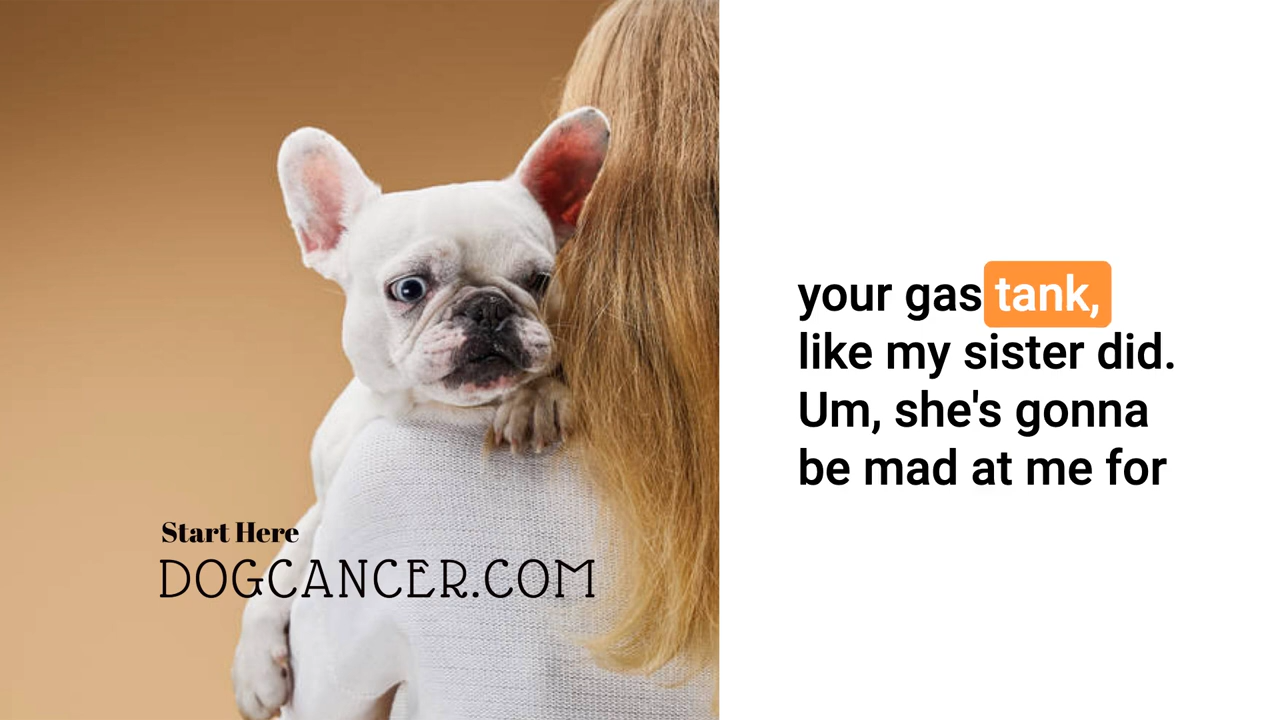 Start Here
DOGCANCER.COM
your gas tank,
like my sister did.
Um, she's gonna
be mad at me for